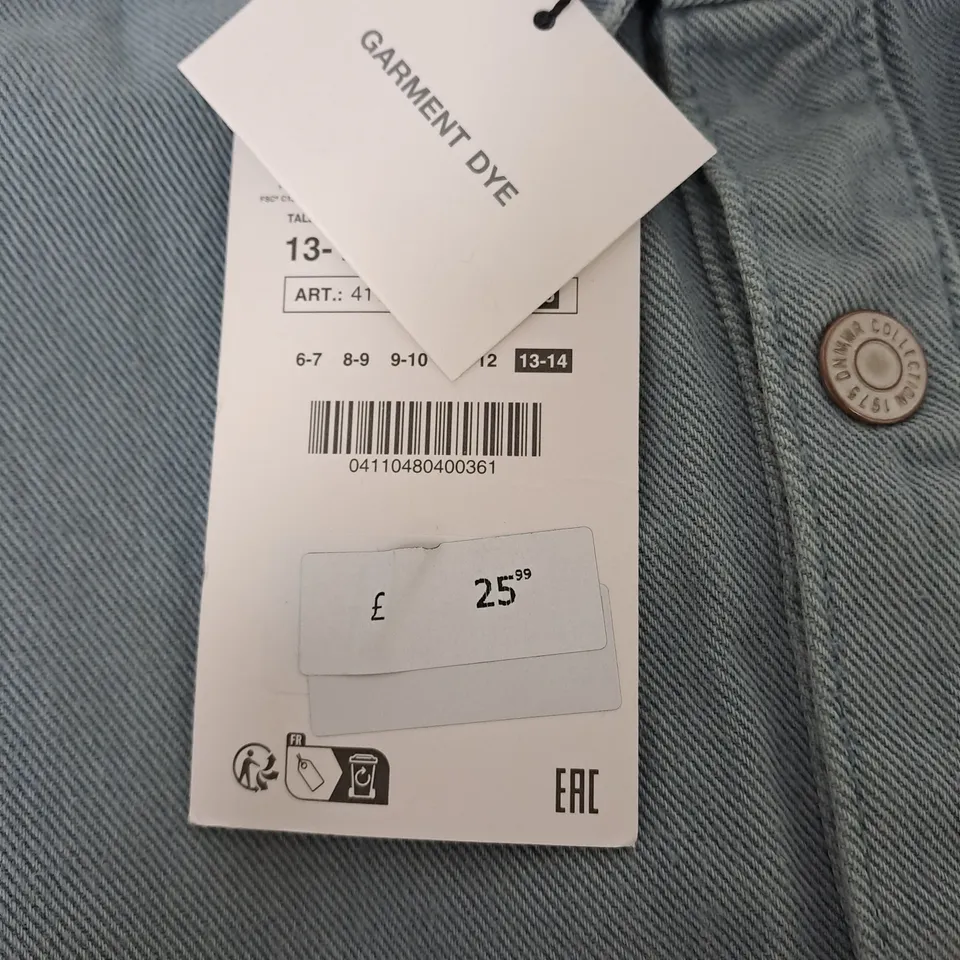 GARMENT DYE
13-
ART.: 41
6-7 8-9 9-10 12 13-14
04110480400361
£ 25.99
FR
EAC
DNMWR COLLECTION 1975